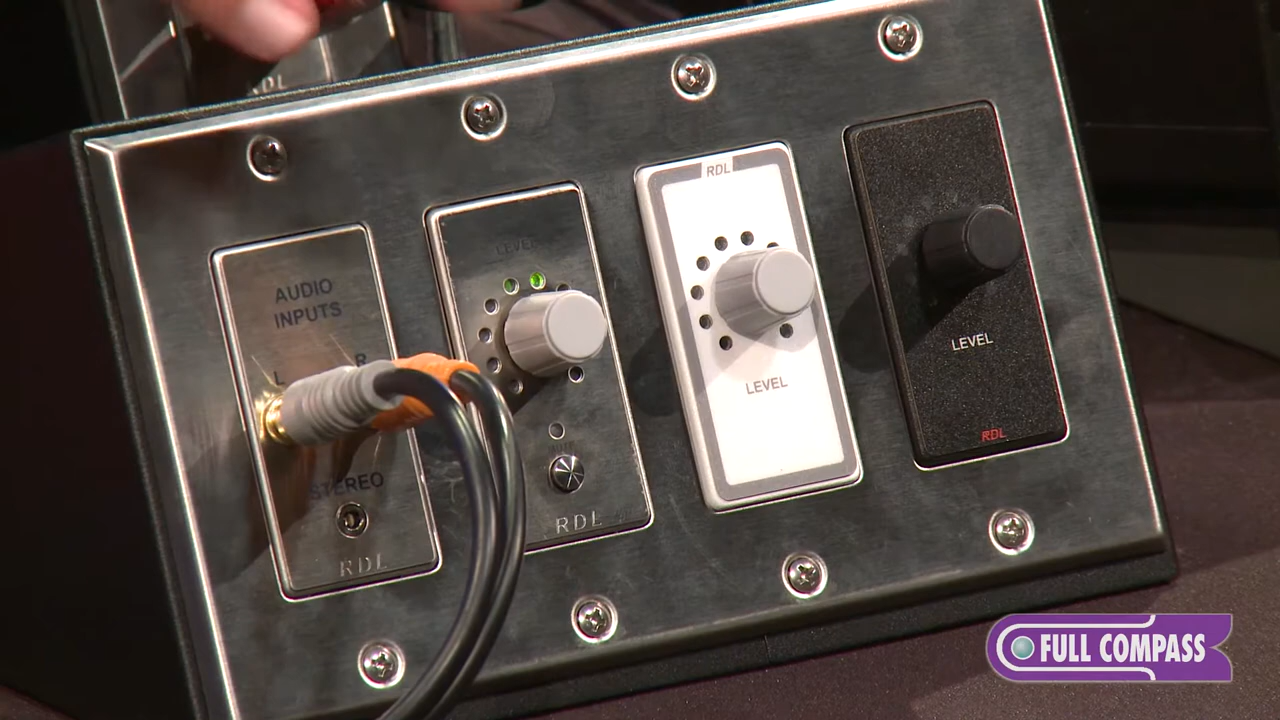 AUDIO
INPUTS
L
R
STEREO
RDL
LEVEL
RDL
RDL
LEVEL
LEVEL
RDL
RDL
FULL COMPASS